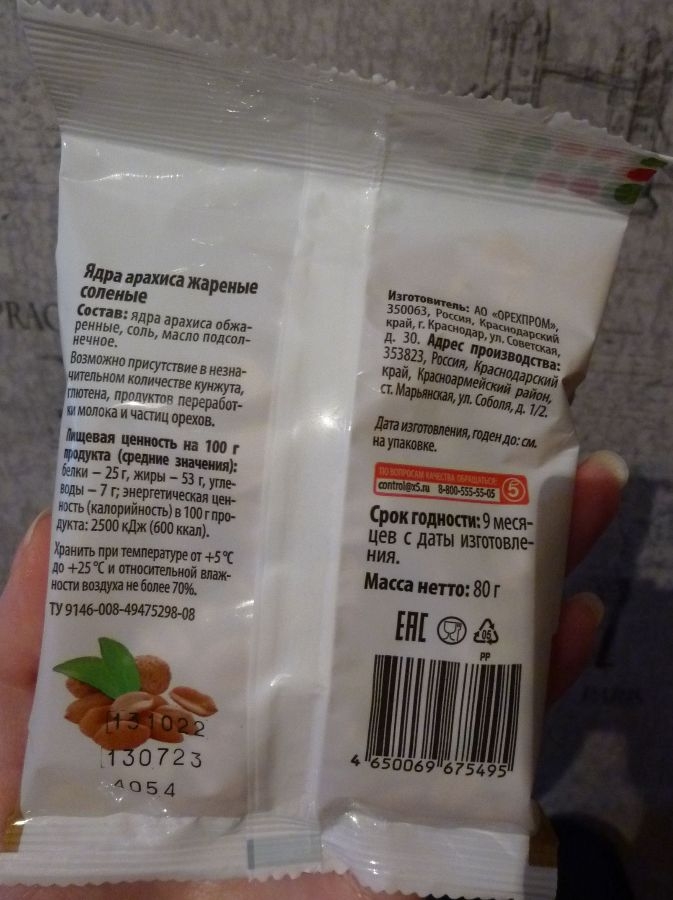 Ядра арахиса жареные
соленые
Состав: ядра арахиса обжа-
ренные, соль, масло подсол-
нечное.
Возможно присутствие в незна-
чительном количестве кунжута,
глютена, продуктов переработ-
ки молока и частиц орехов.
Пищевая ценность на 100 г
продукта (средние значения):
белки – 25 г, жиры – 53 г, угле-
воды – 7 г; энергетическая цен-
ность (калорийность) в 100 г про-
дукта: 2500 кДж (600 ккал).
Хранить при температуре от +5 °C
до +25 °C и относительной влаж-
ности воздуха не более 70%.
ТУ 9146-008-49475298-08
131022
130723
4054
Изготовитель: АО «ОРЕХПРОМ»,
350063, Россия, Краснодарский
край, г. Краснодар, ул. Советская,
д. 30. Адрес производства:
353823, Россия, Краснодарский
край, Красноармейский район,
ст. Марьянская, ул. Соболя, д. 1/2.
Дата изготовления, годен до: см.
на упаковке.
ПО ВОПРОСАМ КАЧЕСТВА ОБРАЩАТЬСЯ:
control@x5.ru 8-800-555-55-05 5
Срок годности: 9 меся-
цев с даты изготовле-
ния.
Масса нетто: 80 г
EAC 05
PP
4 650069 675495
PARIS